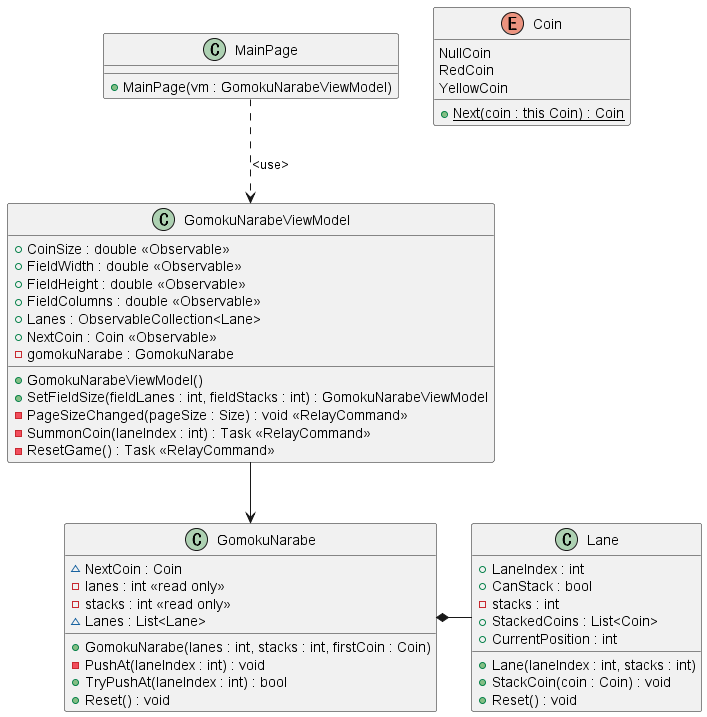 C MainPage
MainPage(vm : GomokuNarabeViewModel)
E Coin
NullCoin
RedCoin
YellowCoin
Next(coin : this Coin) : Coin
<use>
C GomokuNarabeViewModel
CoinSize : double «Observable»
FieldWidth : double «Observable»
FieldHeight : double «Observable»
FieldColumns : double «Observable»
Lanes : ObservableCollection<Lane>
NextCoin : Coin «Observable»
gomokuNarabe : GomokuNarabe
GomokuNarabeViewModel()
SetFieldSize(fieldLanes : int, fieldStacks : int) : GomokuNarabeViewModel
PageSizeChanged(pageSize : Size) : void «RelayCommand»
SummonCoin(laneIndex : int) : Task «RelayCommand»
ResetGame() : Task «RelayCommand»
C GomokuNarabe
NextCoin : Coin
lanes : int «read only»
stacks : int «read only»
Lanes : List<Lane>
GomokuNarabe(lanes : int, stacks : int, firstCoin : Coin)
PushAt(laneIndex : int) : void
TryPushAt(laneIndex : int) : bool
Reset() : void
C Lane
LaneIndex : int
CanStack : bool
stacks : int
StackedCoins : List<Coin>
CurrentPosition : int
Lane(laneIndex : int, stacks : int)
StackCoin(coin : Coin) : void
Reset() : void